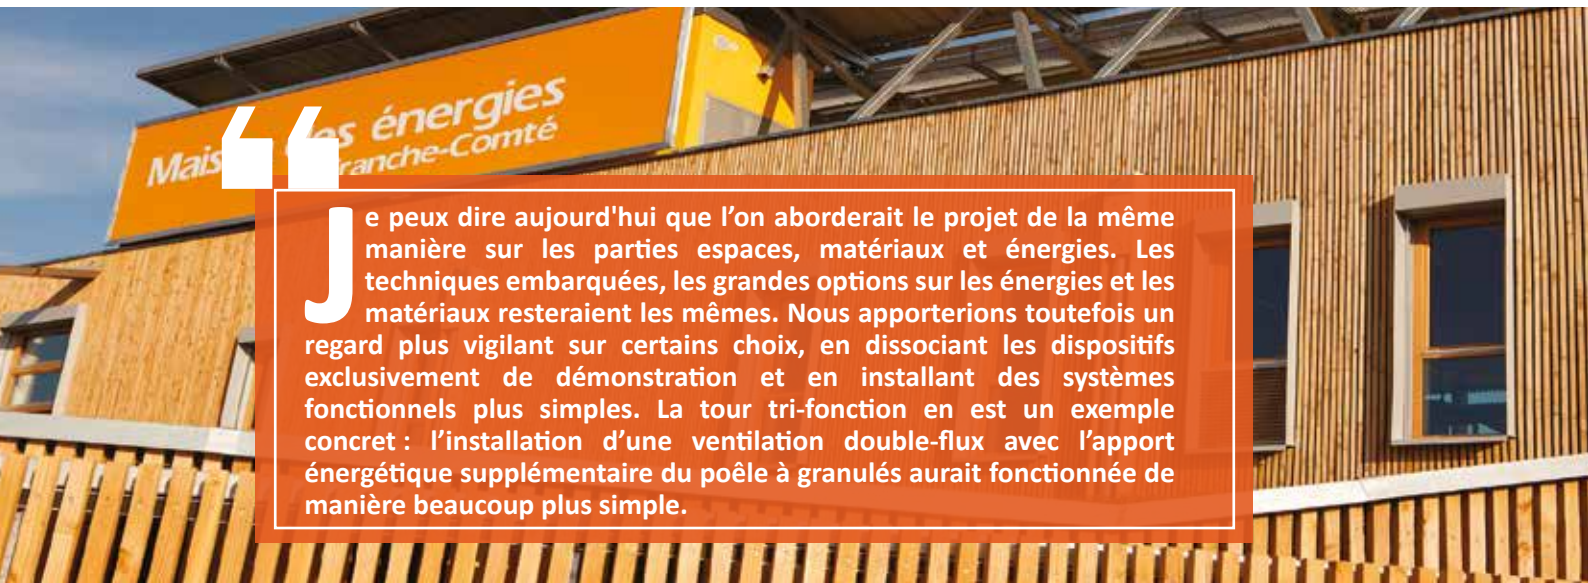 Maiso des énergies
ranche-Comté
“
Je peux dire aujourd'hui que l’on aborderait le projet de la même
manière sur les parties espaces, matériaux et énergies. Les
techniques embarquées, les grandes options sur les énergies et les
matériaux resteraient les mêmes. Nous apporterions toutefois un
regard plus vigilant sur certains choix, en dissociant les dispositifs
exclusivement de démonstration et en installant des systèmes
fonctionnels plus simples. La tour tri-fonction en est un exemple
concret : l’installation d’une ventilation double-flux avec l’apport
énergétique supplémentaire du poêle à granulés aurait fonctionnée de
manière beaucoup plus simple.